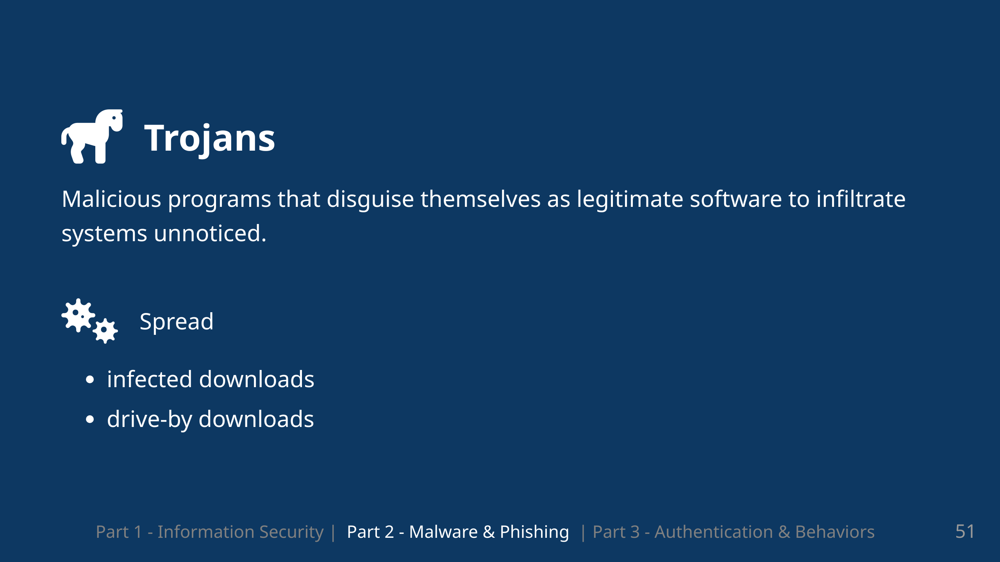 Trojans
Malicious programs that disguise themselves as legitimate software to infiltrate
systems unnoticed.
Spread
• infected downloads
• drive-by downloads
Part 1 - Information Security | Part 2 - Malware & Phishing | Part 3 - Authentication & Behaviors 51